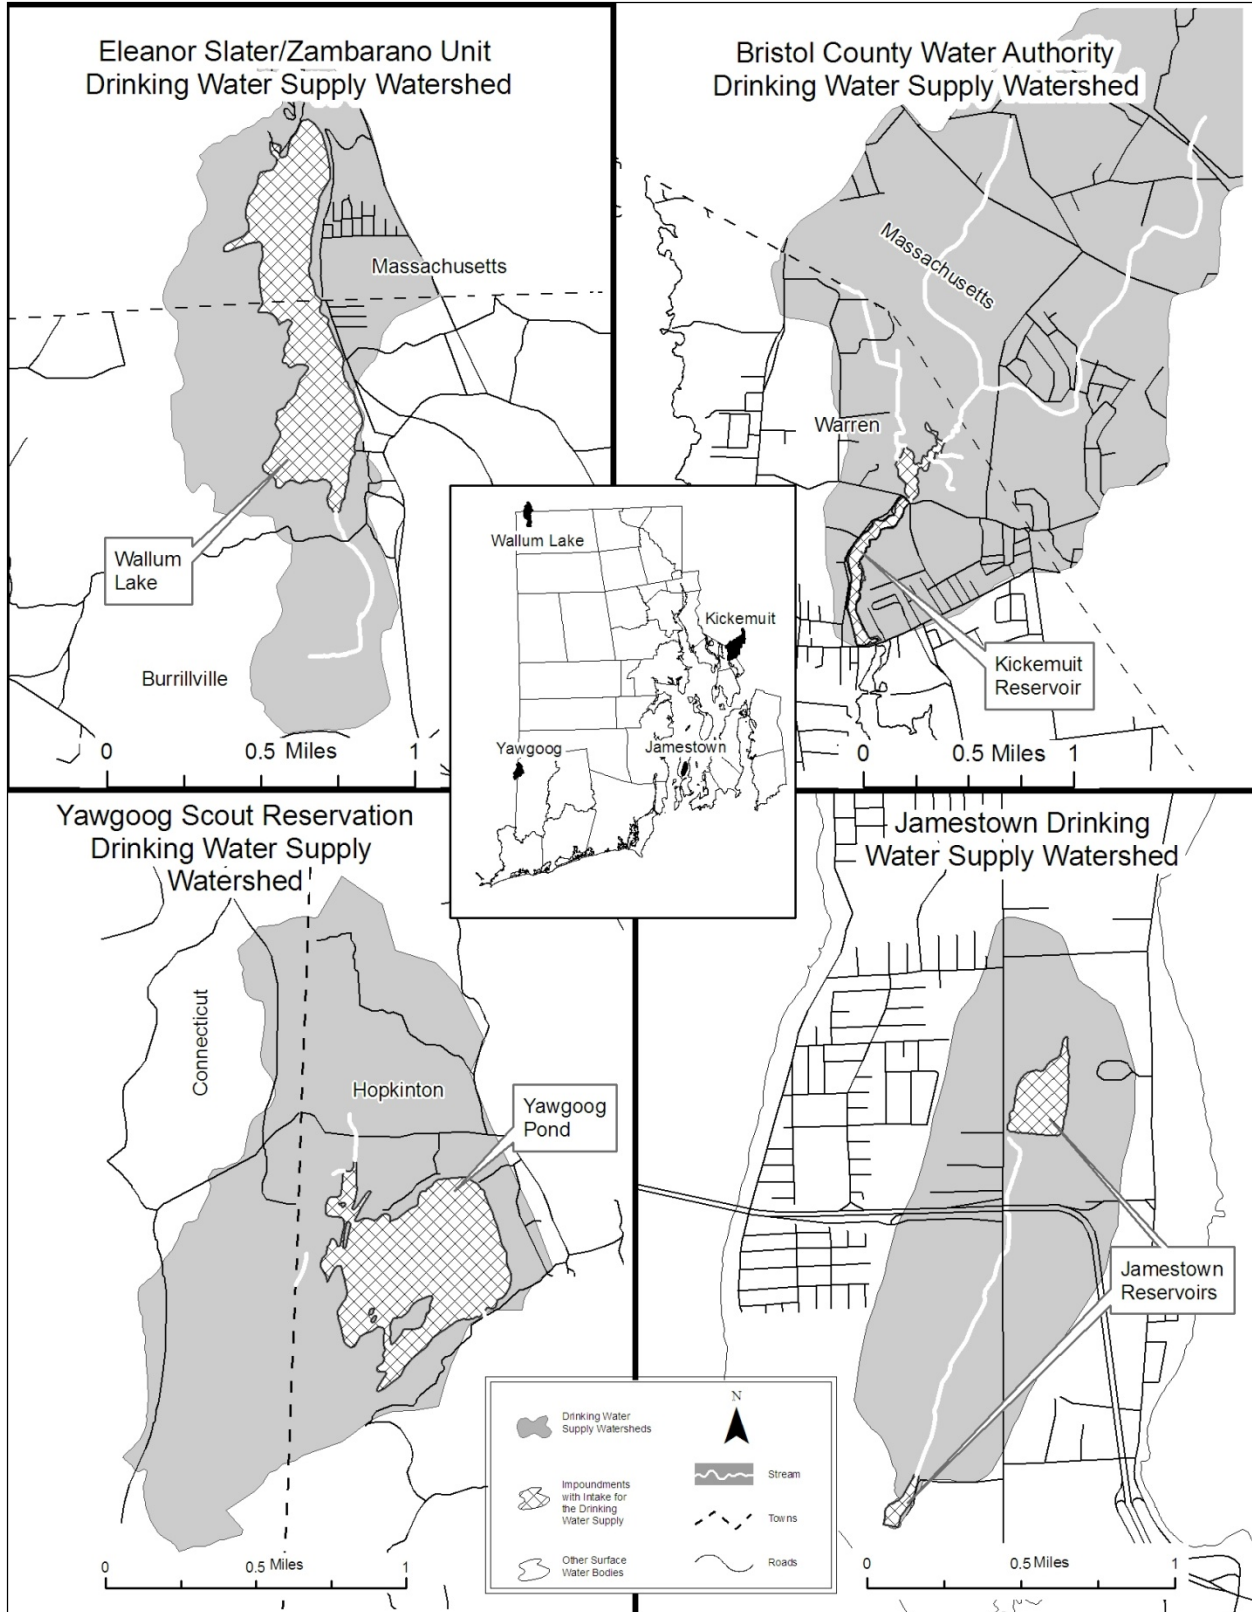 Eleanor Slater/Zambarano Unit
Drinking Water Supply Watershed
Massachusetts
Wallum
Lake
Burrillville
0
0.5 Miles
1
Bristol County Water Authority
Drinking Water Supply Watershed
Massachusetts
Warren
Kickemuit
Reservoir
0
0.5 Miles
1
Wallum Lake
Kickemuit
Yawgoog
Jamestown
Yawgoog Scout Reservation
Drinking Water Supply
Watershed
Connecticut
Hopkinton
Yawgoog
Pond
0
0.5 Miles
1
Jamestown Drinking
Water Supply Watershed
Jamestown
Reservoirs
0
0.5 Miles
1
Drinking Water
Supply Watersheds
Impoundments
with Intake for
the Drinking
Water Supply
Other Surface
Water Bodies
N
Stream
Towns
Roads